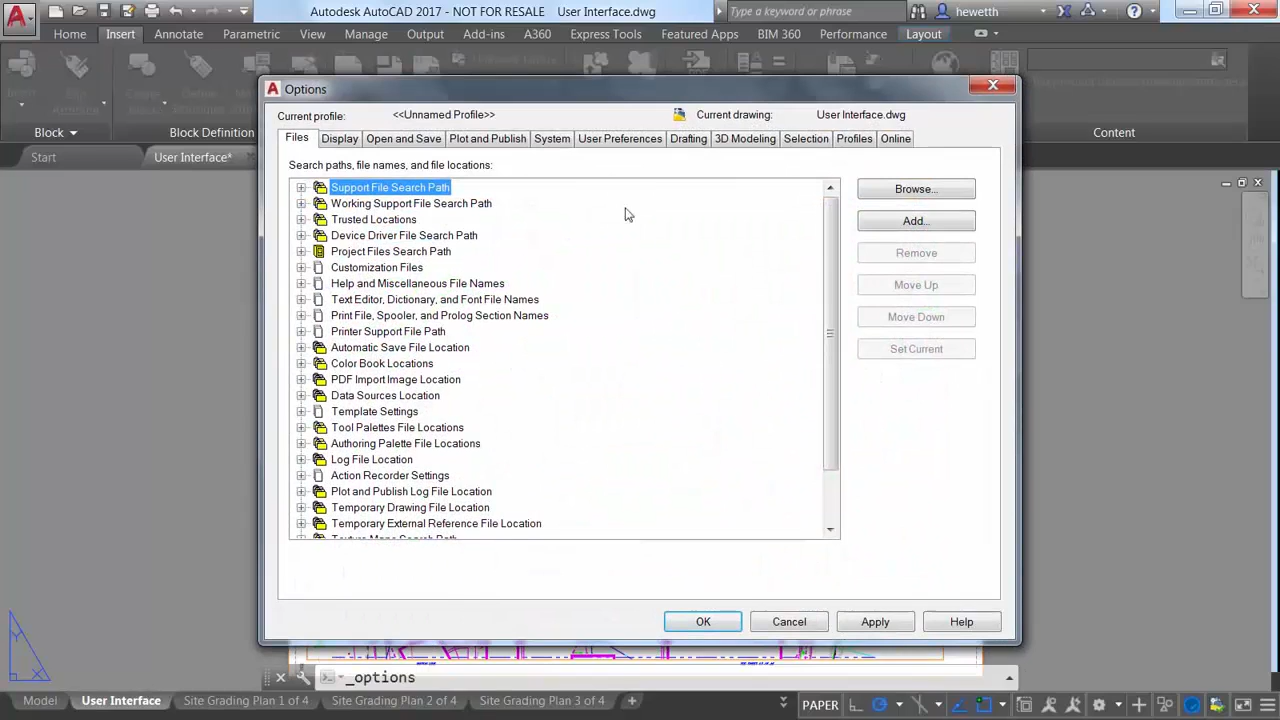 Autodesk AutoCAD 2017 - NOT FOR RESALE User Interface.dwg
Type a keyword or phrase
hewetth
Home Insert Annotate Parametric View Manage Output Add-ins A360 Express Tools Featured Apps BIM 360 Performance Layout
Block
Block Definition
Content
Start
User Interface*
Options
Current profile:
<<Unnamed Profile>>
Current drawing:
User Interface.dwg
Files Display Open and Save Plot and Publish System User Preferences Drafting 3D Modeling Selection Profiles Online
Search paths, file names, and file locations:
Support File Search Path
Working Support File Search Path
Trusted Locations
Device Driver File Search Path
Project Files Search Path
Customization Files
Help and Miscellaneous File Names
Text Editor, Dictionary, and Font File Names
Print File, Spooler, and Prolog Section Names
Printer Support File Path
Automatic Save File Location
Color Book Locations
PDF Import Image Location
Data Sources Location
Template Settings
Tool Palettes File Locations
Authoring Palette File Locations
Log File Location
Action Recorder Settings
Plot and Publish Log File Location
Temporary Drawing File Location
Temporary External Reference File Location
Texture Maps Search Path
Browse...
Add...
Remove
Move Up
Move Down
Set Current
OK
Cancel
Apply
Help
Y
X
_options
Model
User Interface
Site Grading Plan 1 of 4
Site Grading Plan 2 of 4
Site Grading Plan 3 of 4
PAPER